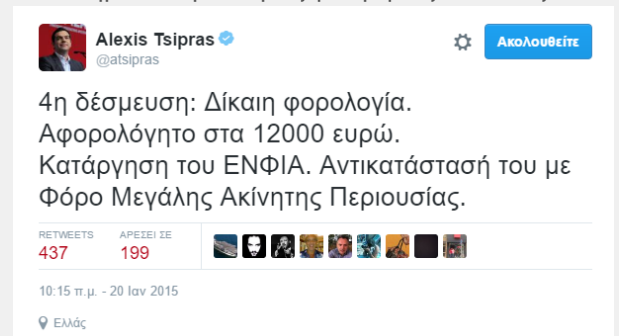 Alexis Tsipras
@atsipras
Ακολουθείτε
4η δέσμευση: Δίκαιη φορολογία.
Αφορολόγητο στα 12000 ευρώ.
Κατάργηση του ΕΝΦΙΑ. Αντικατάστασή του με
Φόρο Μεγάλης Ακίνητης Περιουσίας.
RETWEETS ΑΡΕΣΕΙ ΣΕ
437 199
10:15 π.μ. - 20 Ιαν 2015
Ελλάς